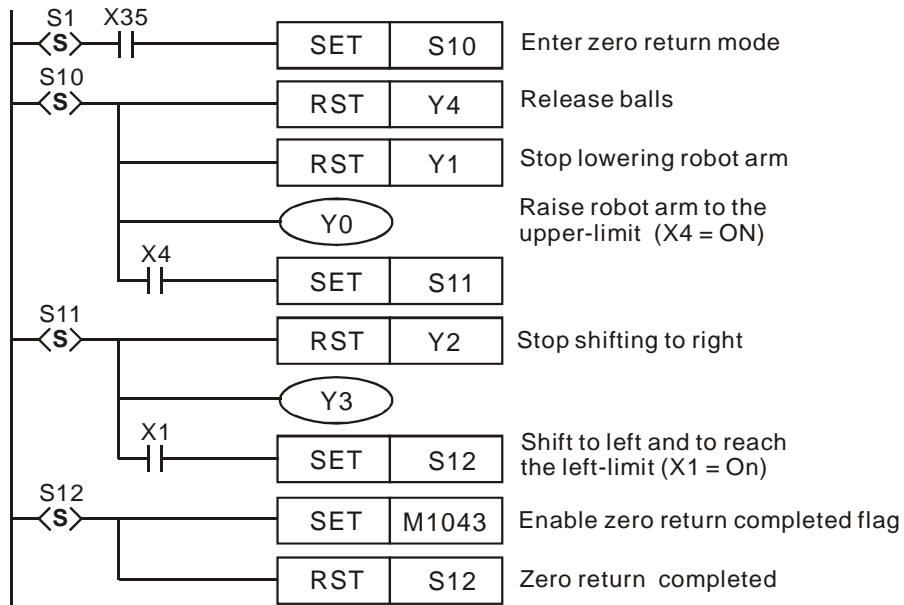 S1 X35
S SET S10 Enter zero return mode
S10
S RST Y4 Release balls
RST Y1 Stop lowering robot arm
Y0 Raise robot arm to the
upper-limit (X4 = ON)
X4
SET S11
S11
S RST Y2 Stop shifting to right
Y3
X1
SET S12 Shift to left and to reach
the left-limit (X1 = On)
S12
S SET M1043 Enable zero return completed flag
RST S12 Zero return completed